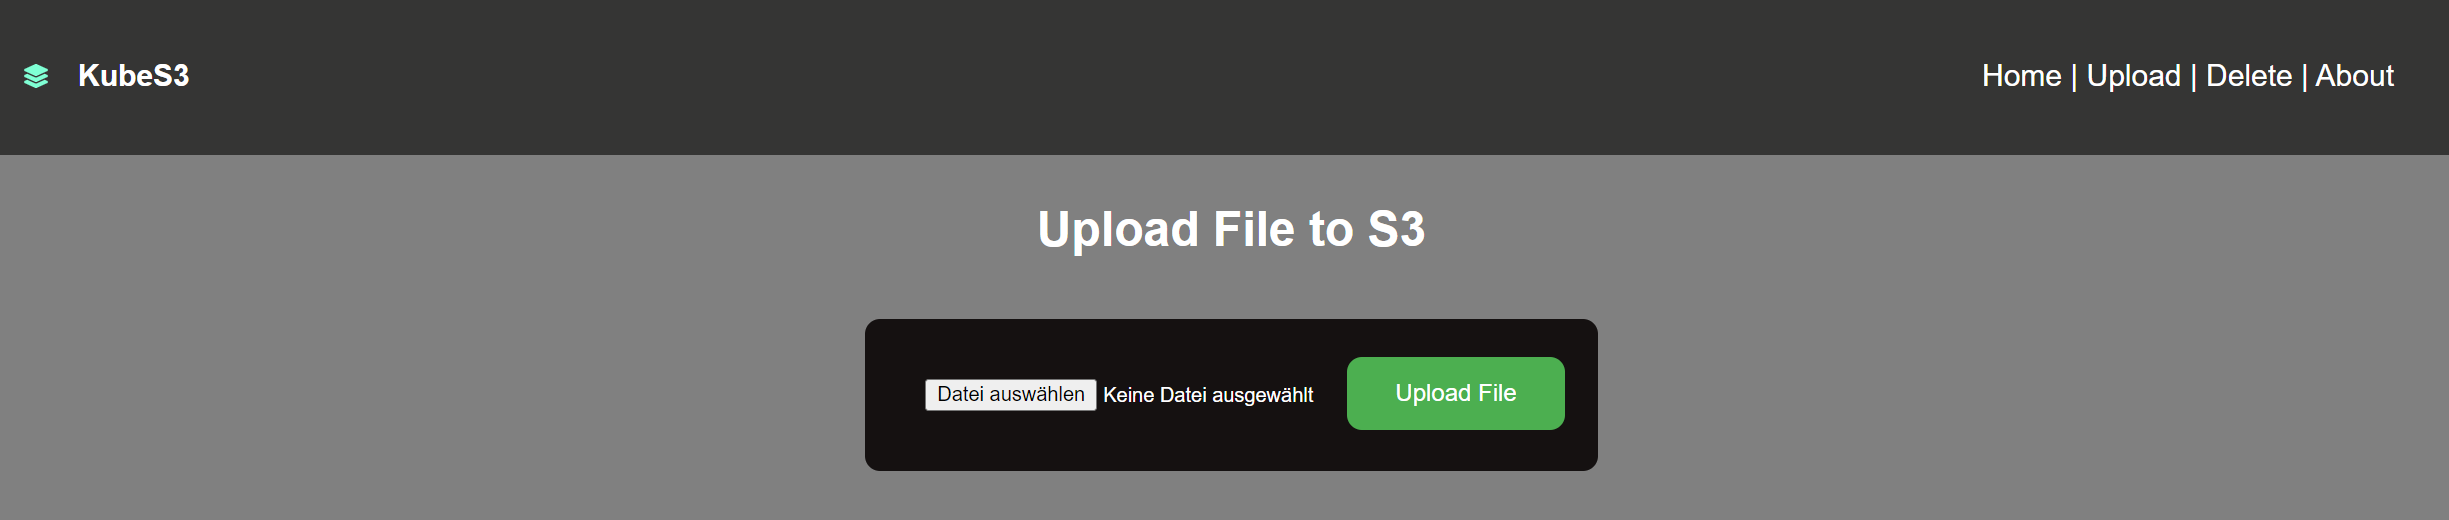 KubeS3
Home | Upload | Delete | About
Upload File to S3
Datei auswählen Keine Datei ausgewählt Upload File